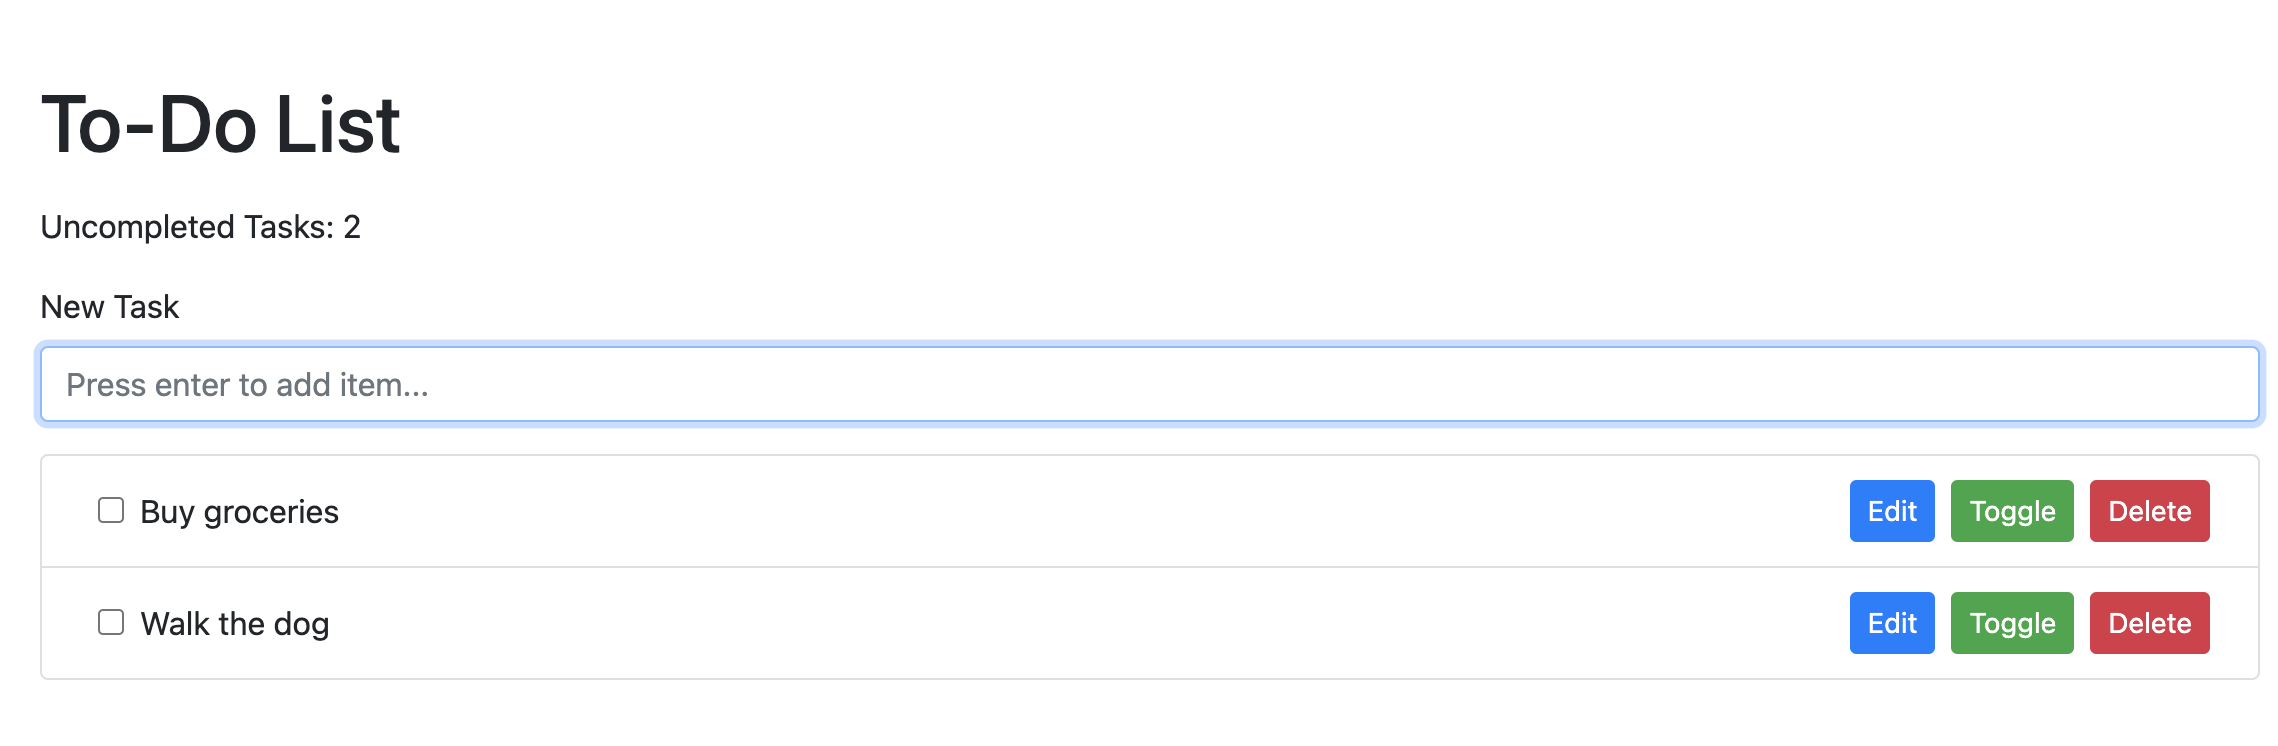 To-Do List
Uncompleted Tasks: 2
New Task
Press enter to add item...
Buy groceries Edit Toggle Delete
Walk the dog Edit Toggle Delete